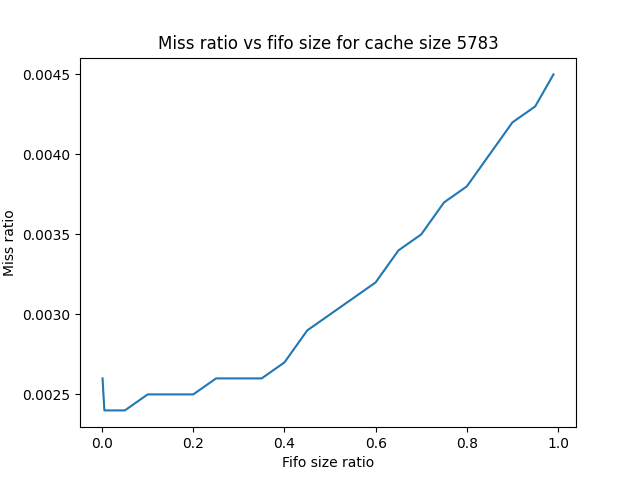 Miss ratio vs fifo size for cache size 5783
0.0045
0.0040
0.0035
0.0030
0.0025
Miss ratio
0.0 0.2 0.4 0.6 0.8 1.0
Fifo size ratio